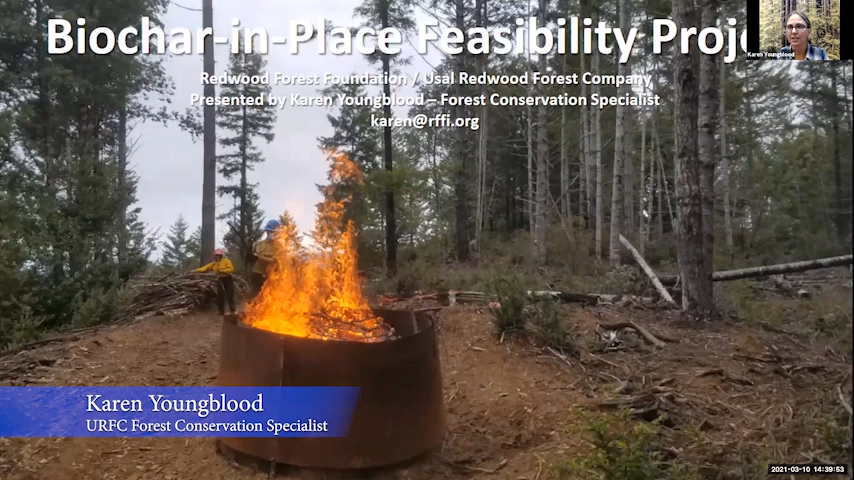 Biochar-in-Place Feasibility Proje
Redwood Forest Foundation / Usal Redwood Forest Company
Presented by Karen Youngblood – Forest Conservation Specialist
karen@rffi.org
Karen Youngblood
Karen Youngblood
URFC Forest Conservation Specialist
2021-03-10 14:39:53